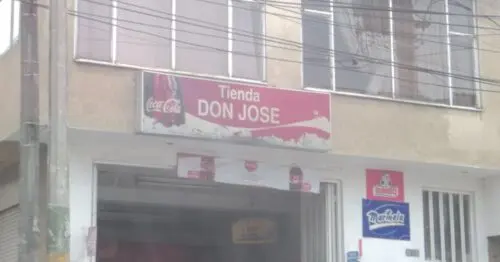 Tienda
DON JOSE
Coca-Cola
Marinela